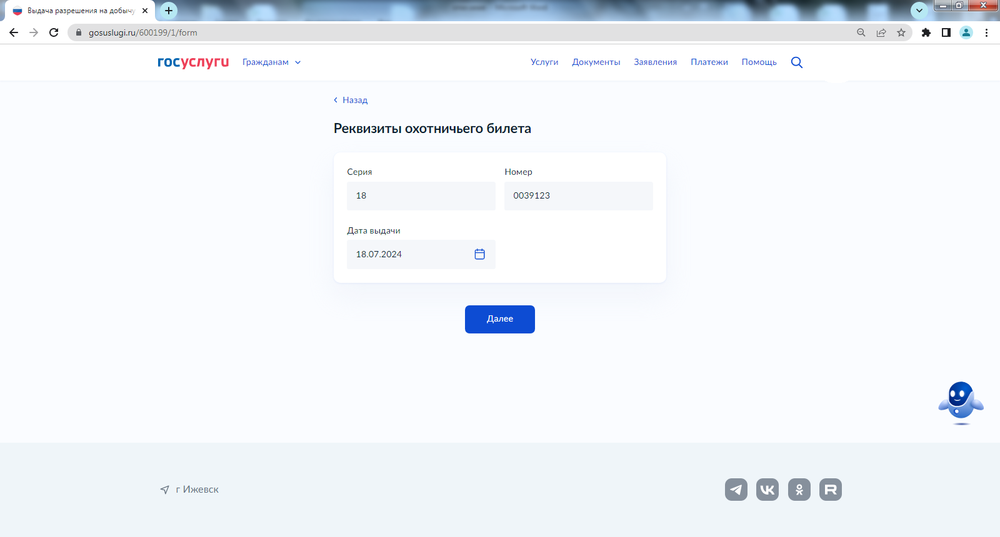 Выдача разрешения на добычу
gosuslugi.ru/600199/1/form
госуслуги
Гражданам
Услуги
Документы
Заявления
Платежи
Помощь
Назад
Реквизиты охотничьего билета
Серия
Номер
18
0039123
Дата выдачи
18.07.2024
Далее
г Ижевск